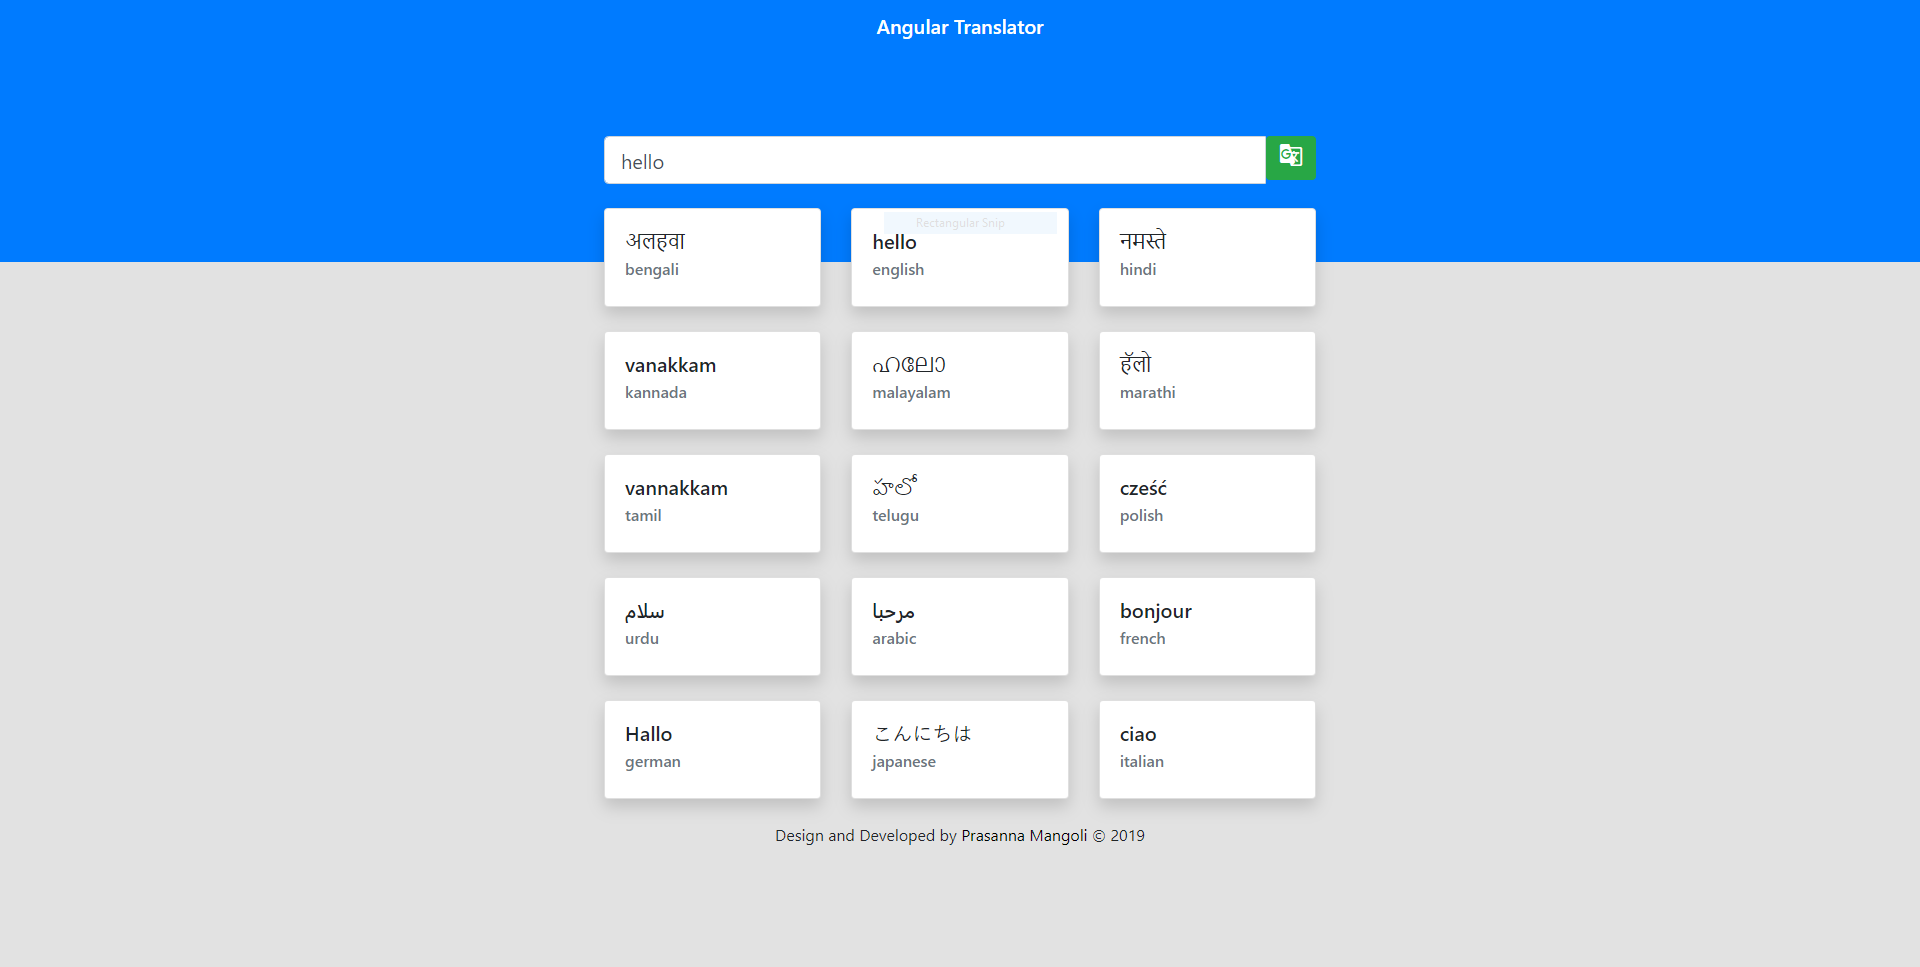 Angular Translator
hello
Rectangular Snip
अलहवा
bengali
hello
english
नमस्ते
hindi
vanakkam
kannada
ഹലോ
malayalam
हॅलो
marathi
vannakkam
tamil
హలో
telugu
cześć
polish
سلام
urdu
مرحبا
arabic
bonjour
french
Hallo
german
こんにちは
japanese
ciao
italian
Design and Developed by Prasanna Mangoli © 2019